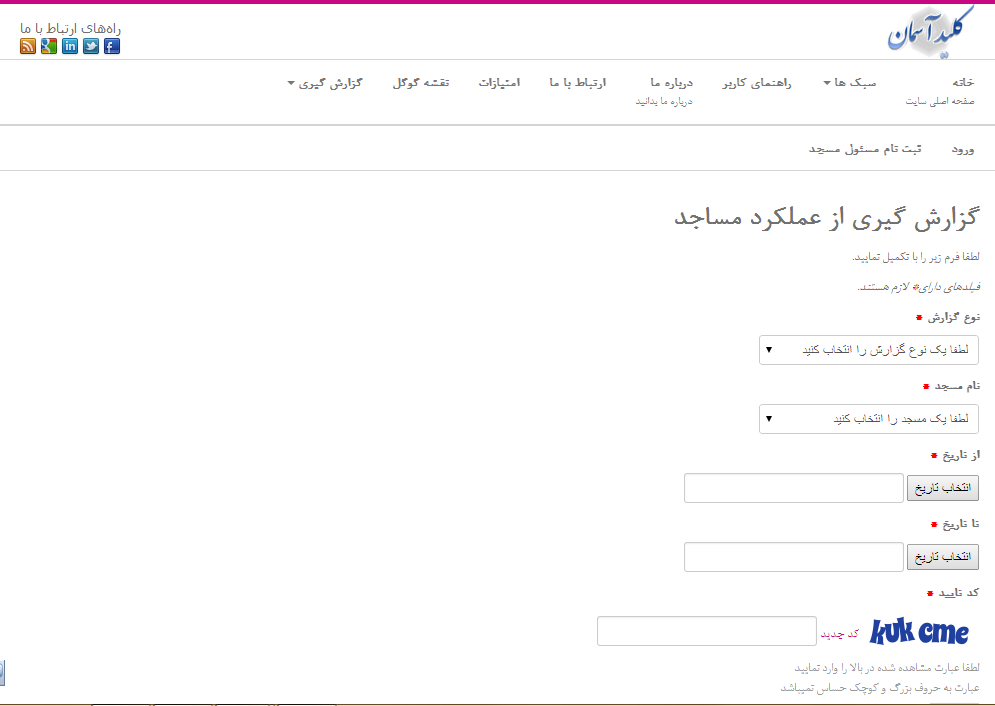 کلید آسمان
راه‌های ارتباط با ما
خانه
صفحه اصلی سایت
سبک ها
راهنمای کاربر
درباره ما
درباره ما بدانید
ارتباط با ما
امتیازات
نقشه گوگل
گزارش گیری
ورود
ثبت نام مسئول مسجد
گزارش گیری از عملکرد مساجد
لطفا فرم زیر را با تکمیل نمایید.
فیلدهای دارای* لازم هستند.
نوع گزارش *
لطفا یک نوع گزارش را انتخاب کنید
نام مسجد *
لطفا یک مسجد را انتخاب کنید
از تاریخ *
انتخاب تاریخ
تا تاریخ *
انتخاب تاریخ
کد تایید *
kuk cme کد جدید
لطفا عبارت مشاهده شده در بالا را وارد نمایید
عبارت به حروف بزرگ و کوچک حساس نمیباشد